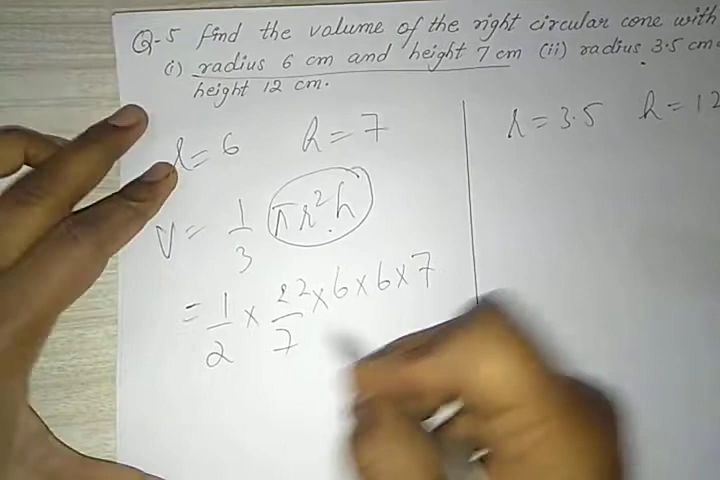 Q-5 find the volume of the right circular cone with
(i) radius 6 cm and height 7 cm (ii) radius 3.5 cm
height 12 cm.
r=6 h=7
r=3.5 h=12
V= 1/3 πr²h
= 1/2 × 22/7 ×6×6×7